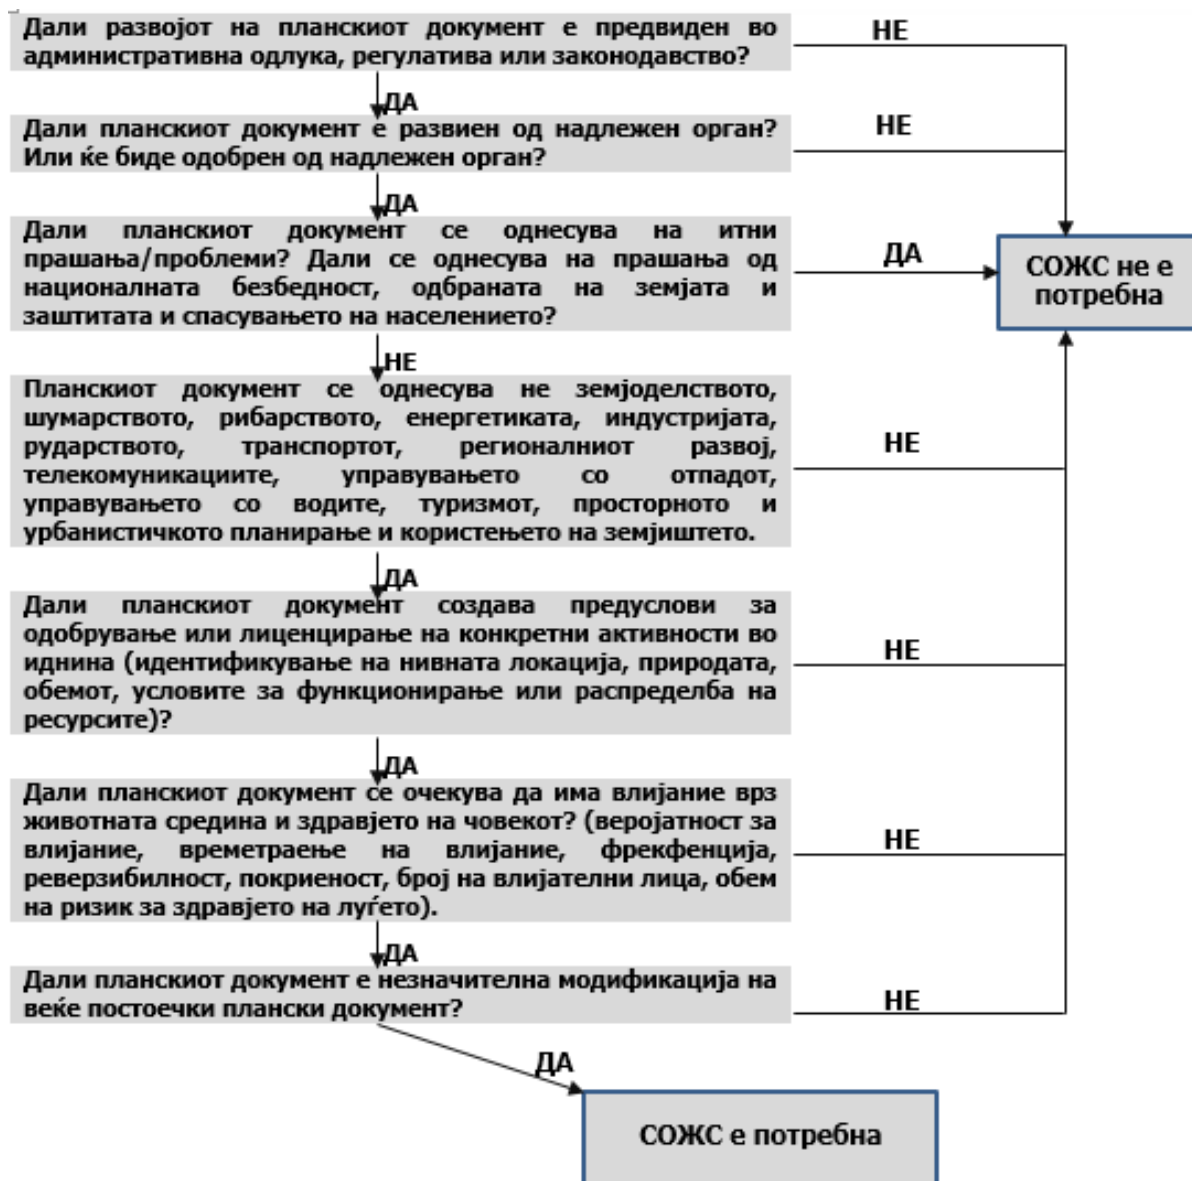 Дали развојот на планскиот документ е предвиден во
административна одлука, регулатива или законодавство?
НЕ
ДА
Дали планскиот документ е развиен од надлежен орган?
Или ќе биде одобрен од надлежен орган?
НЕ
ДА
Дали планскиот документ се однесува на итни
прашања/проблеми? Дали се однесува на прашања од
националната безбедност, одбраната на земјата и
заштитата и спасувањето на населението?
ДА
СОЖС не е
потребна
НЕ
Планскиот документ се однесува не земјоделството,
шумарството, рибарството, енергетиката, индустријата,
рударството, транспортот, регионалниот развој,
телекомуникациите, управувањето со отпадот,
управувањето со водите, туризмот, просторното и
урбанистичкото планирање и користењето на земјиштето.
НЕ
ДА
Дали планскиот документ создава предуслови за
одобрување или лиценцирање на конкретни активности во
иднина (идентификување на нивната локација, природата,
обемот, условите за функционирање или распределба на
ресурсите)?
НЕ
ДА
Дали планскиот документ се очекува да има влијание врз
животната средина и здравјето на човекот? (веројатност за
влијание, времетраење на влијание, фрекфенција,
реверзибилност, покриеност, број на влијателни лица, обем
на ризик за здравјето на луѓето).
НЕ
ДА
Дали планскиот документ е незначителна модификација на
веќе постоечки плански документ?
НЕ
ДА
СОЖС е потребна